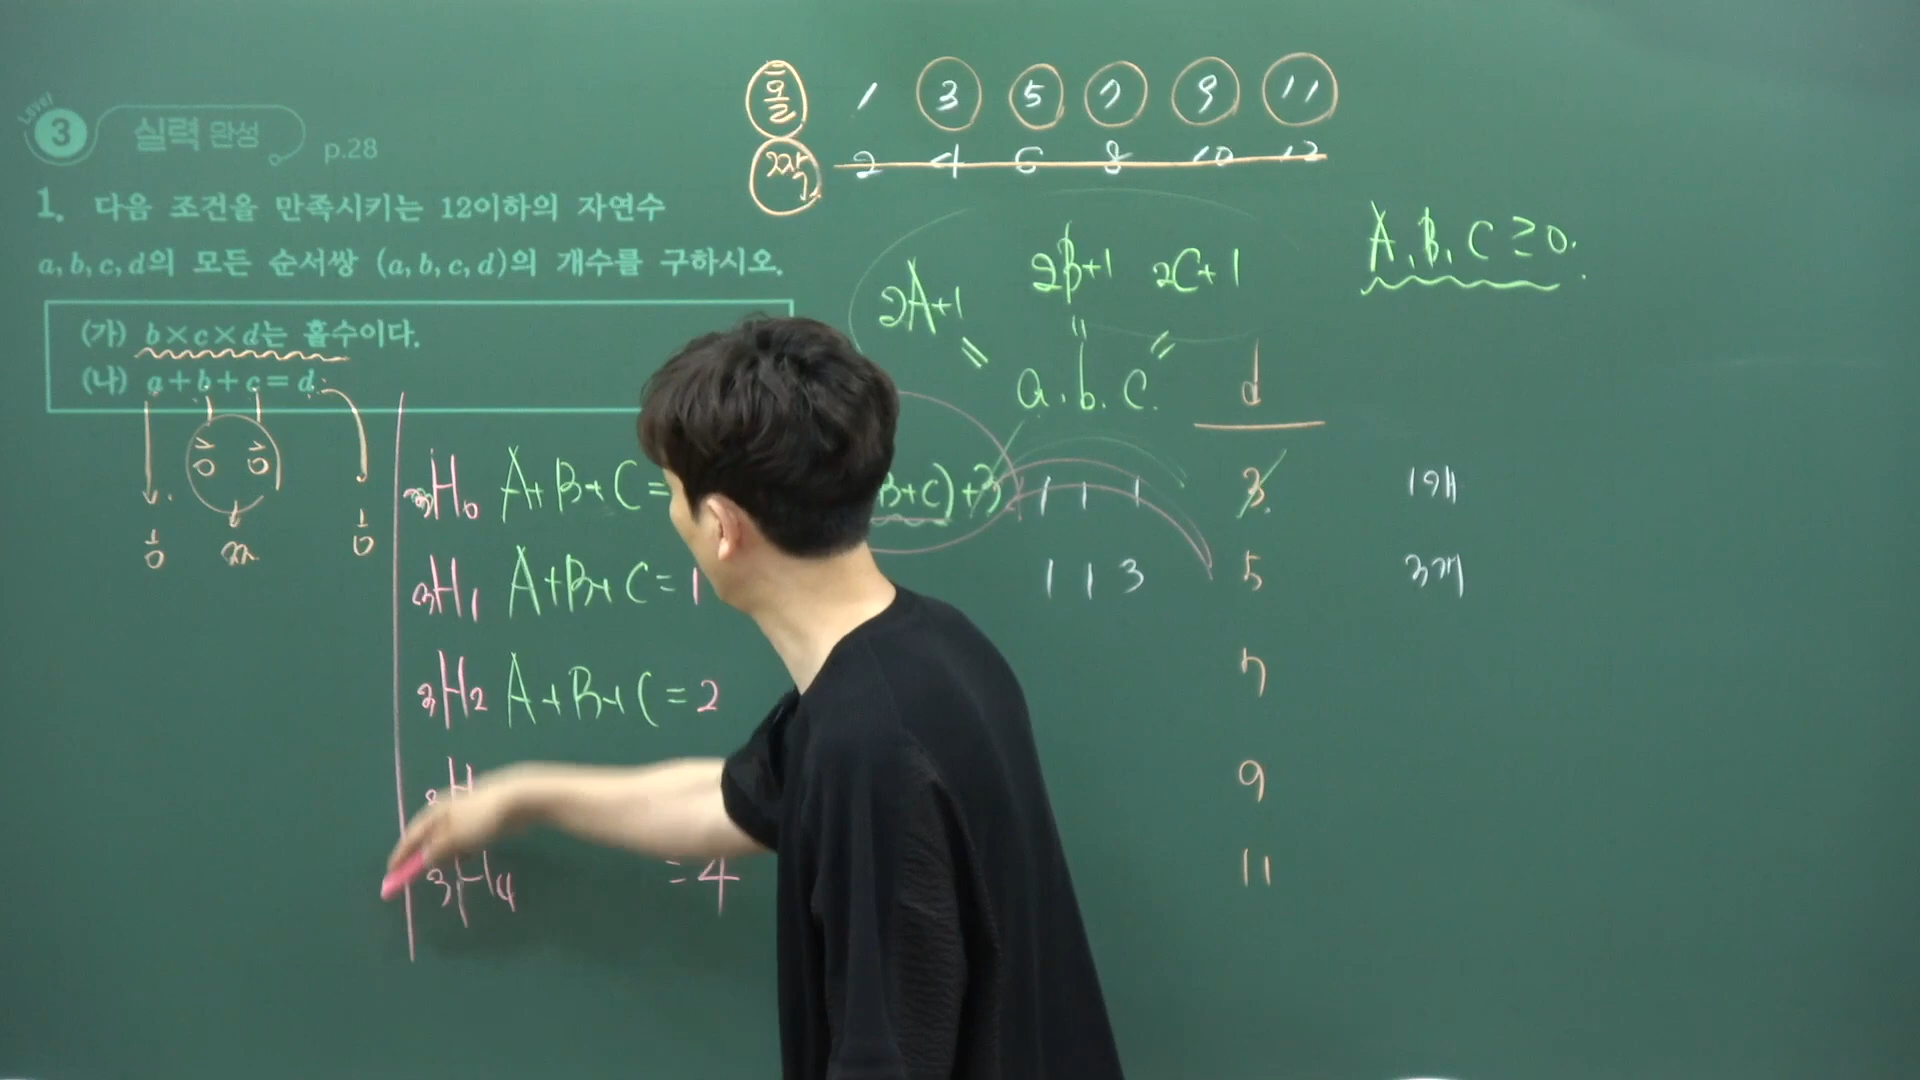 Level 3 실력 완성 p.28
1. 다음 조건을 만족시키는 12이하의 자연수
a, b, c, d의 모든 순서쌍 (a, b, c, d)의 개수를 구하시오.
(가) b×c×d는 홀수이다.
(나) a+b+c=d
홀 1 3 5 7 9 11
짝 2 4 6 8 10 12
2A+1 2B+1 2C+1
A, B, C ≥ 0.
a. b. c. d
홀 홀
홀 짝 홀
3H0 A+B+C=
B+C)+3
1 1 1 3 1개
3H1 A+B+C=1
1 1 3 5 3개
3H2 A+B+C=2
7
3H
9
3H4 =4
11